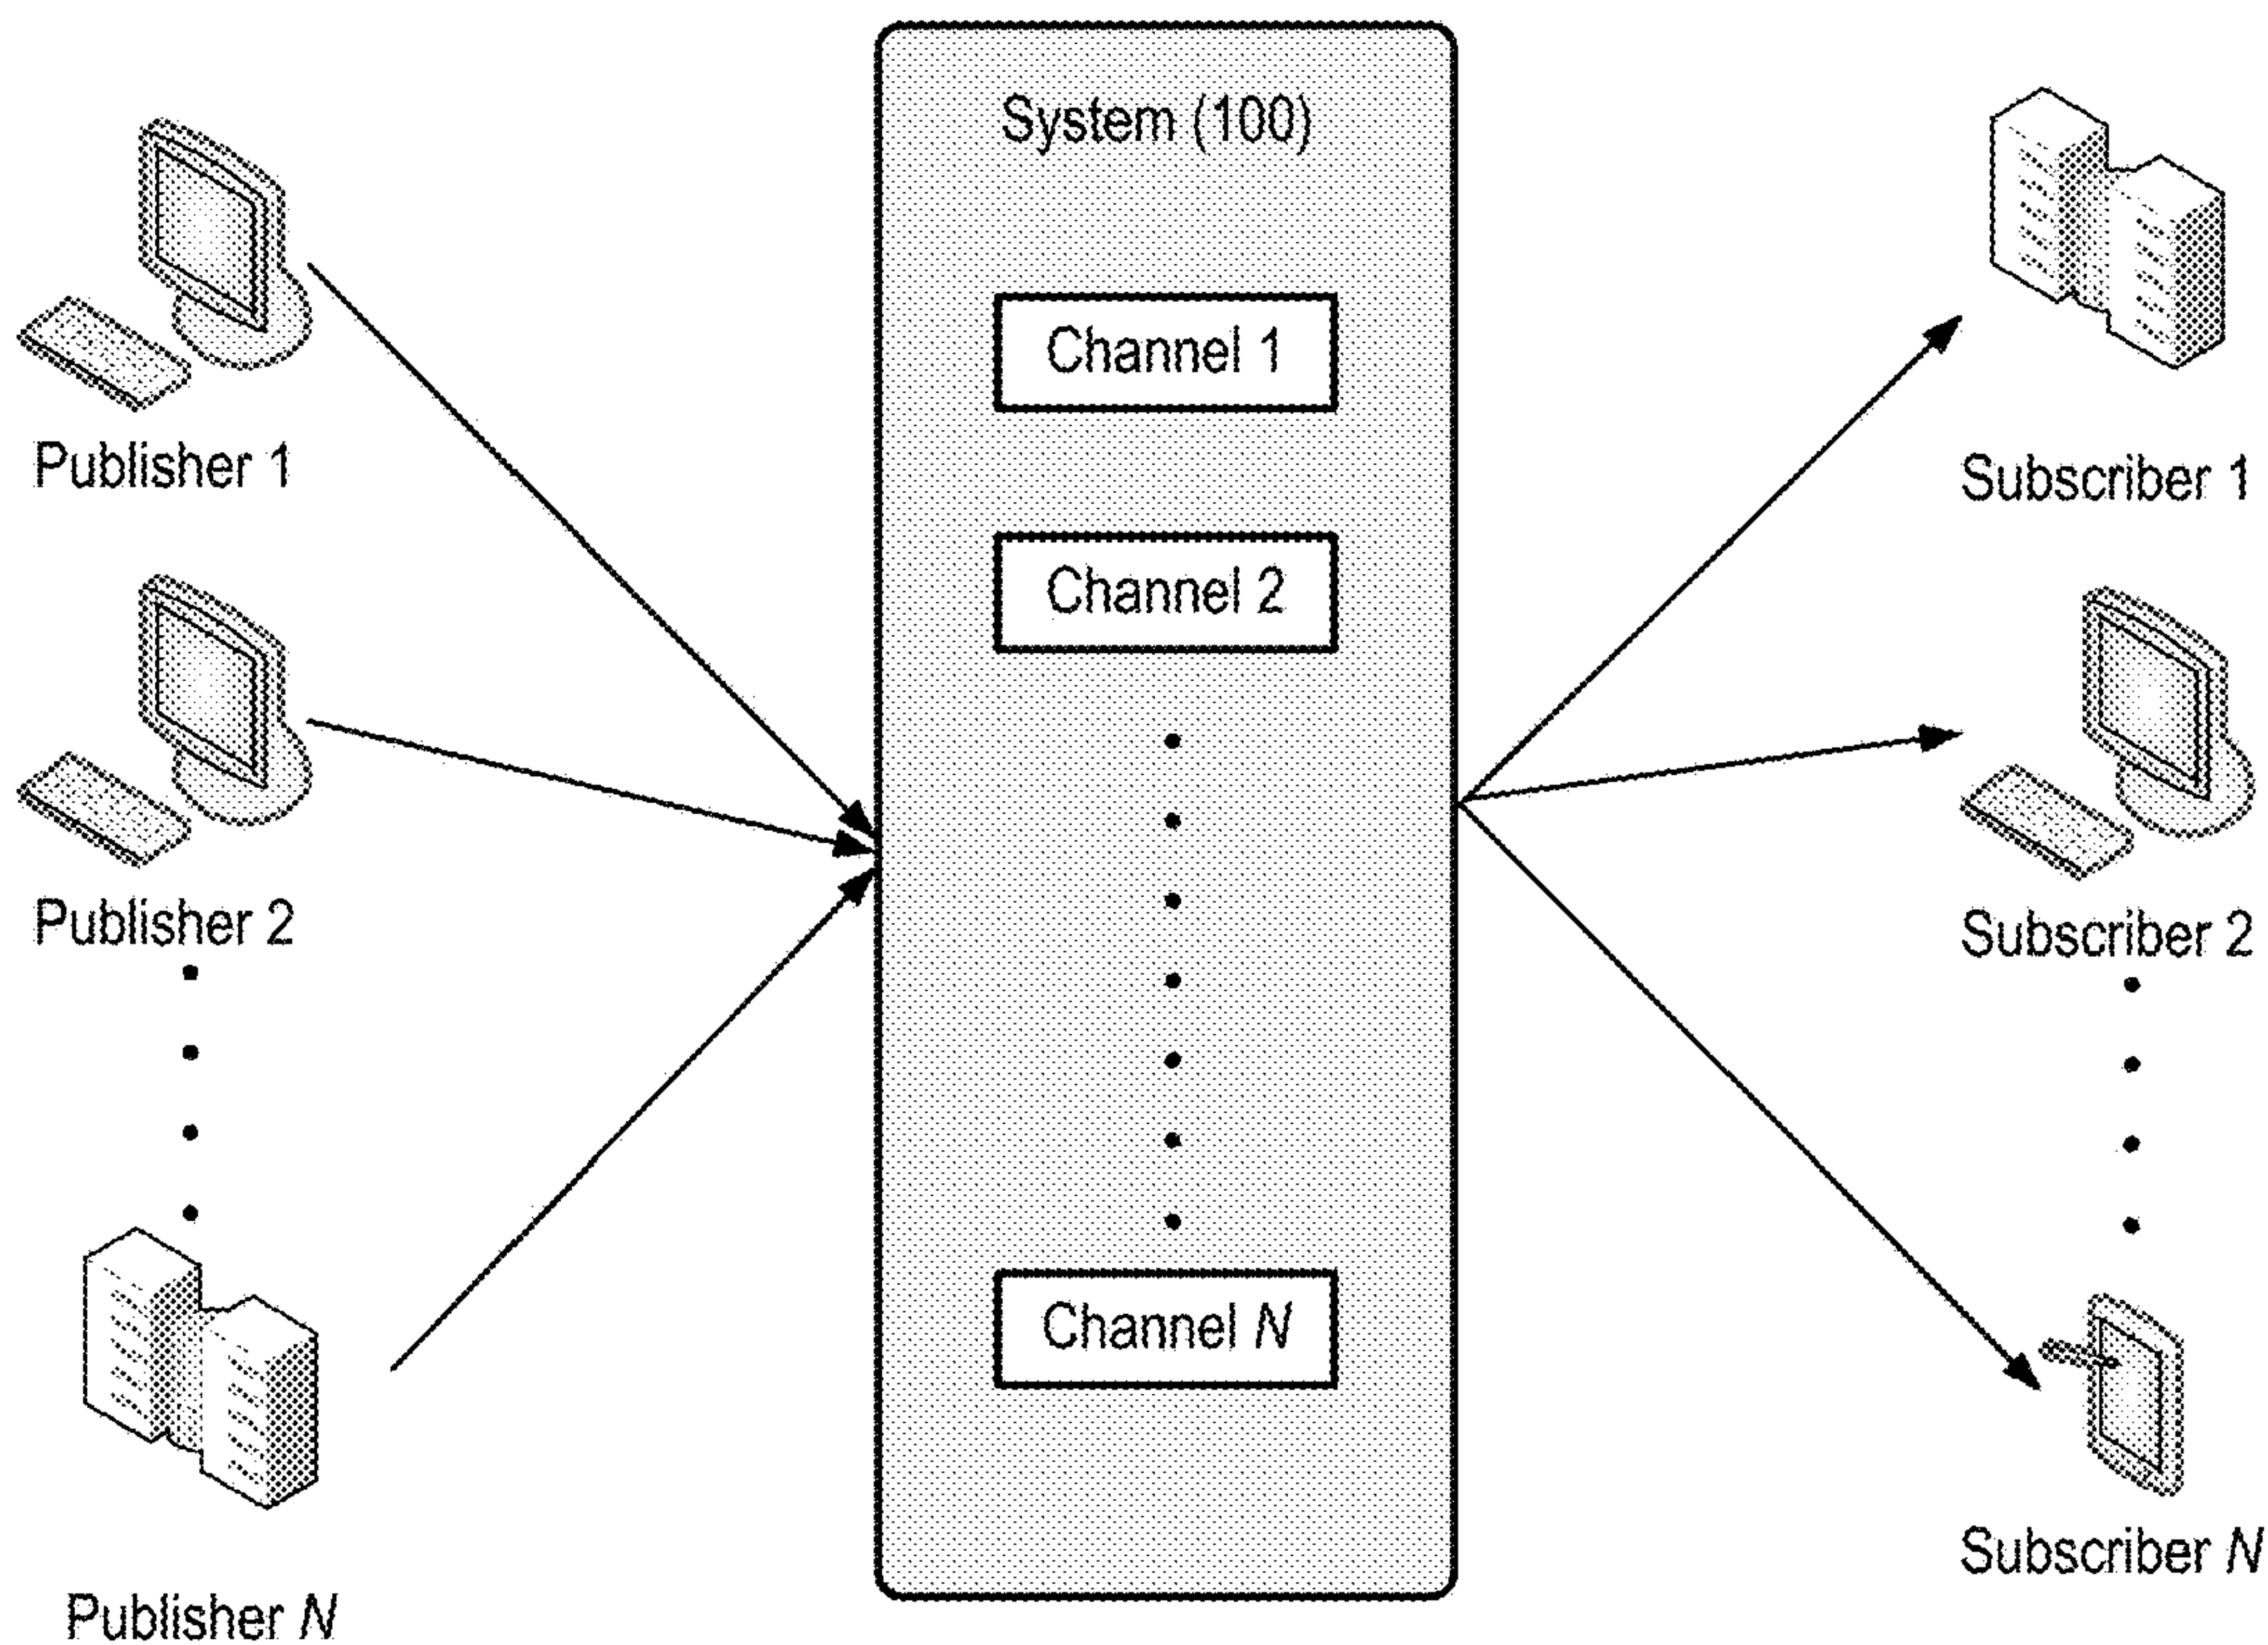 System (100)
Publisher 1
Publisher 2
Publisher N
Channel 1
Channel 2
Channel N
Subscriber 1
Subscriber 2
Subscriber N